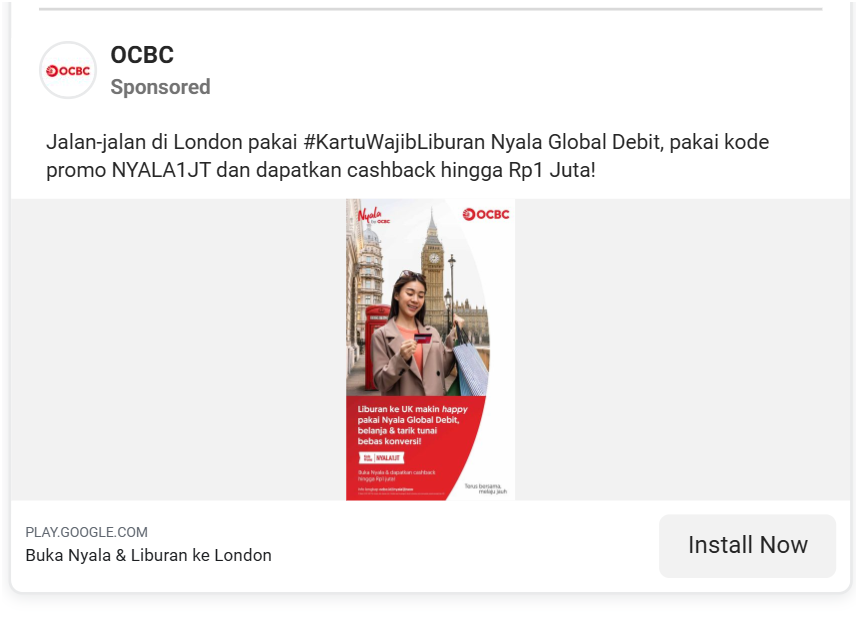 OCBC
OCBC
Sponsored
Jalan-jalan di London pakai #KartuWajibLiburan Nyala Global Debit, pakai kode
promo NYALA1JT dan dapatkan cashback hingga Rp1 Juta!
Nyala
by OCBC
OCBC
Liburan ke UK makin happy
pakai Nyala Global Debit,
belanja & tarik tunai
bebas konversi!
NYALA1JT
Buka Nyala & dapatkan cashback
hingga Rp1 Juta!
Terus bersama,
melaju jauh
PLAY.GOOGLE.COM
Buka Nyala & Liburan ke London
Install Now